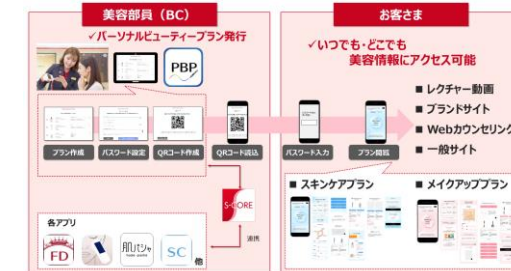 美容部員（BC）
✓パーソナルビューティープラン発行
PBP
プラン作成
パスワード設定
QRコード作成
QRコード読込
S-CORE
連携
各アプリ
FD
肌パシャ
SC
他
お客さま
✓いつでも・どこでも
美容情報にアクセス可能
■ レクチャー動画
■ ブランドサイト
■ Webカウンセリング
■ 一般サイト
パスワード入力
プラン閲覧
■ スキンケアプラン
■ メイクアッププラン